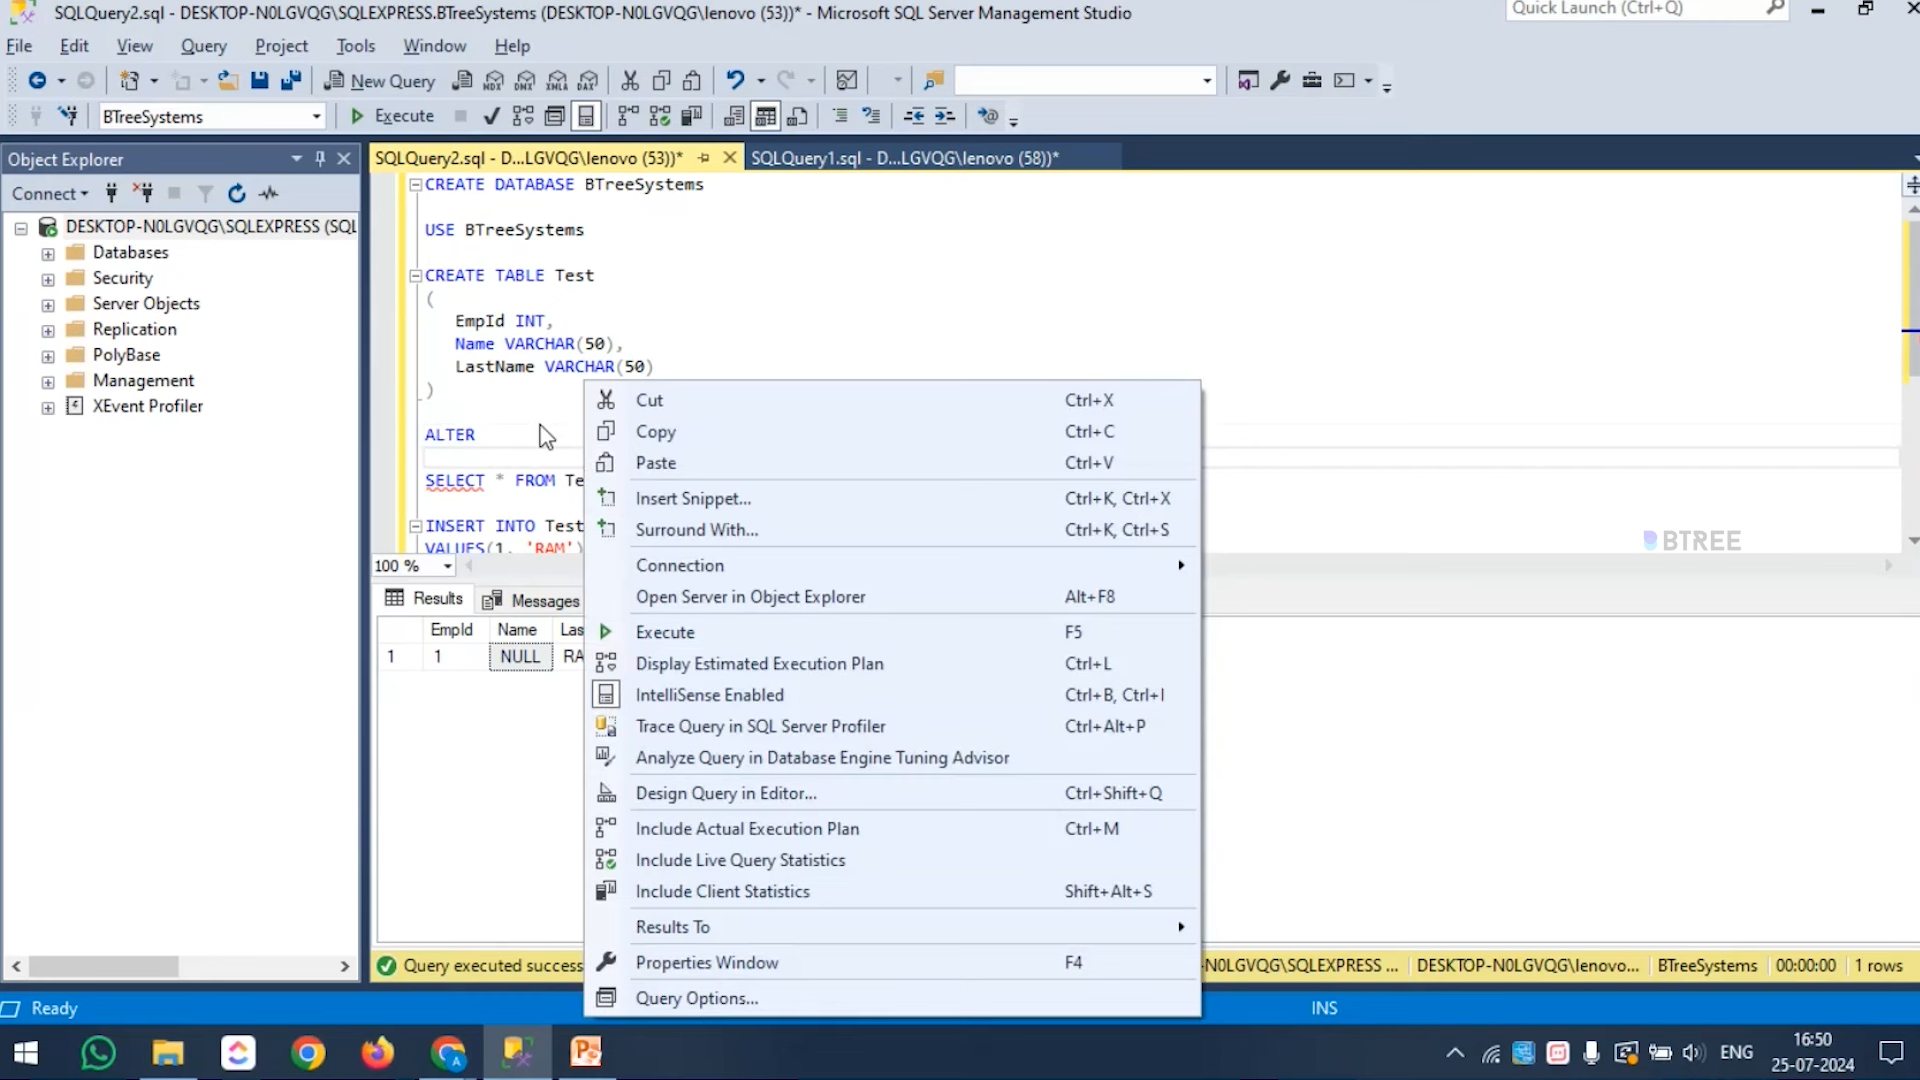 SQLQuery2.sql - DESKTOP-N0LGVQG\SQLEXPRESS.BTreeSystems (DESKTOP-N0LGVQG\lenovo (53))* - Microsoft SQL Server Management Studio
Quick Launch (Ctrl+Q)
File Edit View Query Project Tools Window Help
New Query
MDX DMX XMLA DAX
BTreeSystems
Execute
Object Explorer
SQLQuery2.sql - D...LGVQG\lenovo (53))*
SQLQuery1.sql - D...LGVQG\lenovo (58))*
Connect
DESKTOP-N0LGVQG\SQLEXPRESS (SQL
Databases
Security
Server Objects
Replication
PolyBase
Management
XEvent Profiler
CREATE DATABASE BTreeSystems
USE BTreeSystems
CREATE TABLE Test
(
EmpId INT,
Name VARCHAR(50),
LastName VARCHAR(50)
)
ALTER
SELECT * FROM Te
INSERT INTO Test
VALUES(1, 'RAM')
BTREE
100 %
Results
Messages
EmpId Name Las
1 1 NULL RA
Cut Ctrl+X
Copy Ctrl+C
Paste Ctrl+V
Insert Snippet... Ctrl+K, Ctrl+X
Surround With... Ctrl+K, Ctrl+S
Connection
Open Server in Object Explorer Alt+F8
Execute F5
Display Estimated Execution Plan Ctrl+L
IntelliSense Enabled Ctrl+B, Ctrl+I
Trace Query in SQL Server Profiler Ctrl+Alt+P
Analyze Query in Database Engine Tuning Advisor
Design Query in Editor... Ctrl+Shift+Q
Include Actual Execution Plan Ctrl+M
Include Live Query Statistics
Include Client Statistics Shift+Alt+S
Results To
Properties Window F4
Query Options...
Query executed success
-N0LGVQG\SQLEXPRESS ... DESKTOP-N0LGVQG\lenovo... BTreeSystems 00:00:00 1 rows
Ready
INS
ENG
16:50
25-07-2024